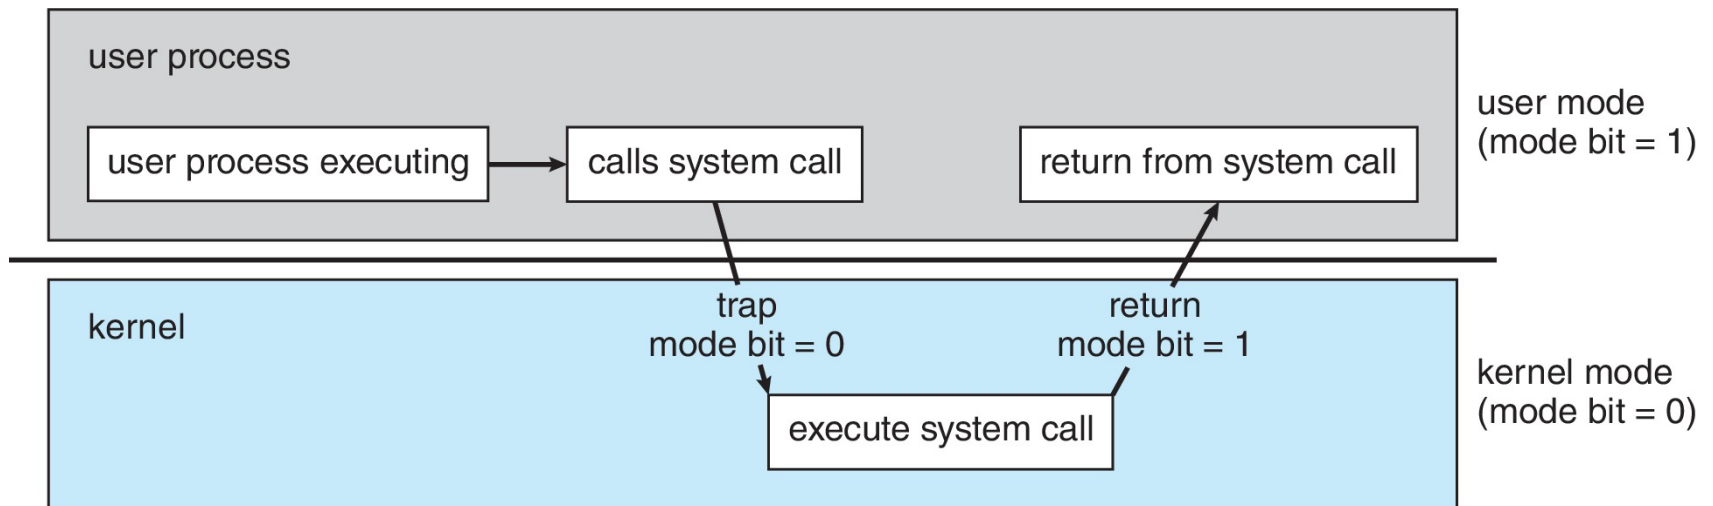 user process
user process executing
calls system call
return from system call
user mode
(mode bit = 1)
kernel
trap
mode bit = 0
return
mode bit = 1
execute system call
kernel mode
(mode bit = 0)